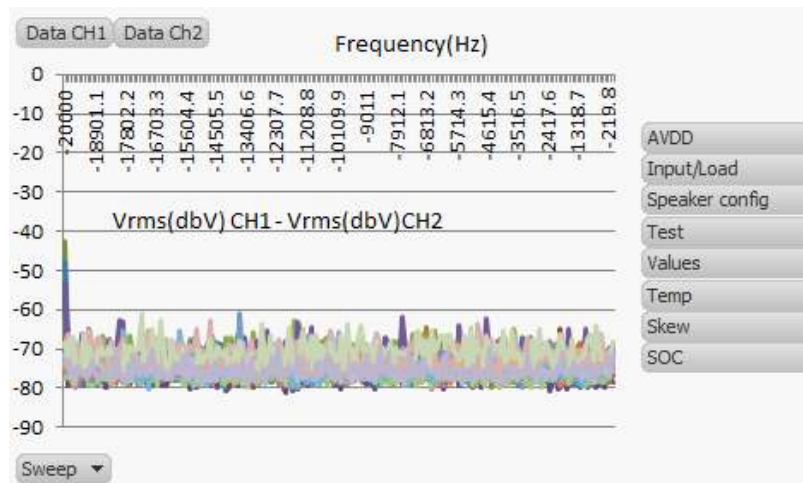 Data CH1 Data Ch2
Frequency(Hz)
0
-10
-20
-30
-40
-50
-60
-70
-80
-90
-20000
-18901.1
-17802.2
-16703.3
-15604.4
-14505.5
-13406.6
-12307.7
-11208.8
-10109.9
-9011
-7912.1
-6813.2
-5714.3
-4615.4
-3516.5
-2417.6
-1318.7
-219.8
Vrms(dbV) CH1 - Vrms(dbV)CH2
AVDD
Input/Load
Speaker config
Test
Values
Temp
Skew
SOC
Sweep